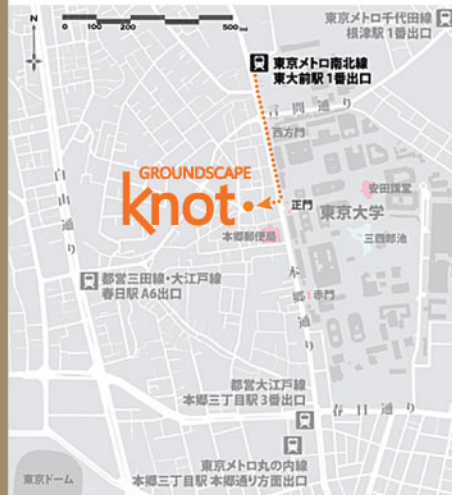 N
0 100 200 500m
東京メトロ千代田線
根津駅 1番出口
東京メトロ南北線
東大前駅 1番出口
言問通り
西方門
白山通り
GROUNDSCAPE
knot
正門
安田講堂
東京大学
本郷郵便局
三四郎池
本郷通り
都営三田線・大江戸線
春日駅 A6出口
赤門
都営大江戸線
本郷三丁目駅 3番出口
春日通り
東京メトロ丸の内線
本郷三丁目駅 本郷通り方面出口
東京ドーム